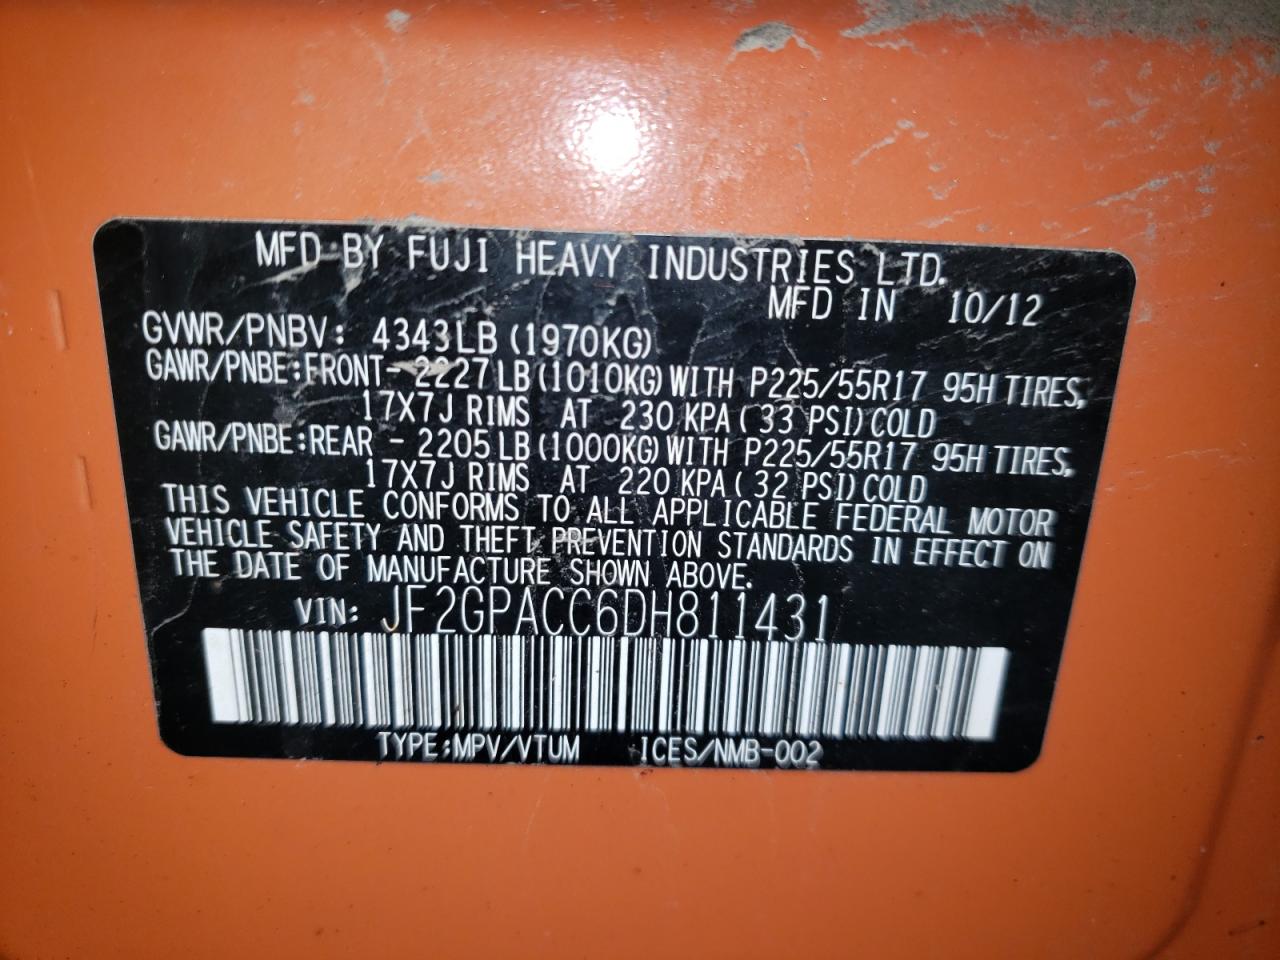 MFD BY FUJI HEAVY INDUSTRIES LTD.
MFD IN 10/12
GVWR/PNBV: 4343LB (1970KG)
GAWR/PNBE:FRONT- 2227 LB(1010KG) WITH P225/55R17 95H TIRES,
17X7J RIMS AT 230 KPA( 33 PSI) COLD
GAWR/PNBE:REAR - 2205 LB(1000KG) WITH P225/55R17 95H TIRES,
17X7J RIMS AT 220 KPA( 32 PSI) COLD
THIS VEHICLE CONFORMS TO ALL APPLICABLE FEDERAL MOTOR
VEHICLE SAFETY AND THEFT PREVENTION STANDARDS IN EFFECT ON
THE DATE OF MANUFACTURE SHOWN ABOVE.
VIN: JF2GPACC6DH811431
TYPE:MPV/VTUM ICES/NMB-002